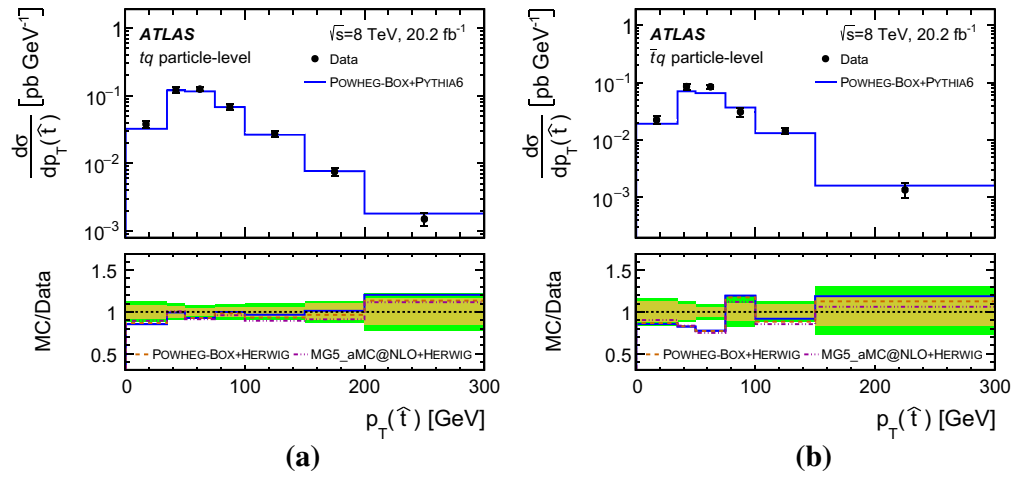 dσ/dp_T(t̂) [pb GeV⁻¹]
1
10⁻¹
10⁻²
10⁻³
ATLAS √s=8 TeV, 20.2 fb⁻¹
tq particle-level
Data
POWHEG-BOX+PYTHIA6
MC/Data
1.5
1
0.5
POWHEG-BOX+HERWIG MG5_aMC@NLO+HERWIG
0 100 200 300
p_T(t̂) [GeV]
(a)
dσ/dp_T(t̂) [pb GeV⁻¹]
1
10⁻¹
10⁻²
10⁻³
ATLAS √s=8 TeV, 20.2 fb⁻¹
t̄q particle-level
Data
POWHEG-BOX+PYTHIA6
MC/Data
1.5
1
0.5
POWHEG-BOX+HERWIG MG5_aMC@NLO+HERWIG
0 100 200 300
p_T(t̂) [GeV]
(b)